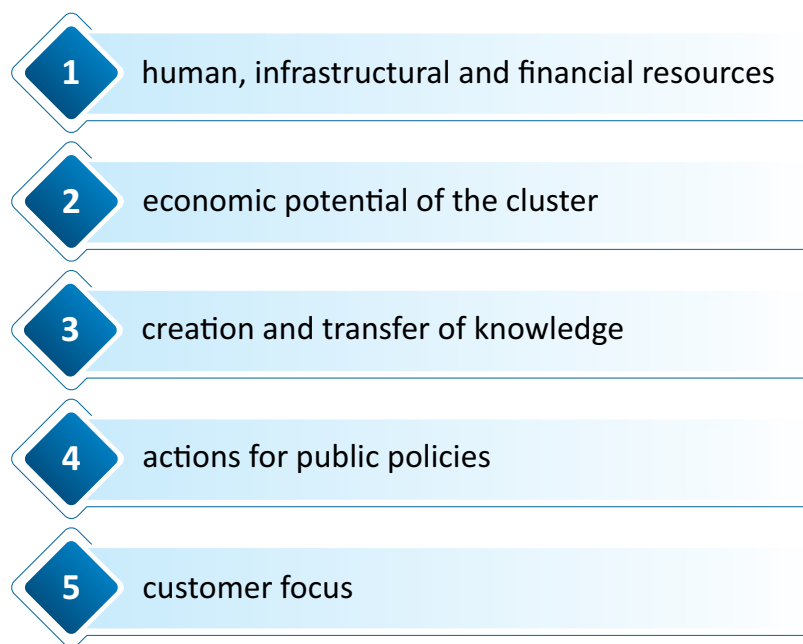 1 human, infrastructural and financial resources
2 economic potential of the cluster
3 creation and transfer of knowledge
4 actions for public policies
5 customer focus